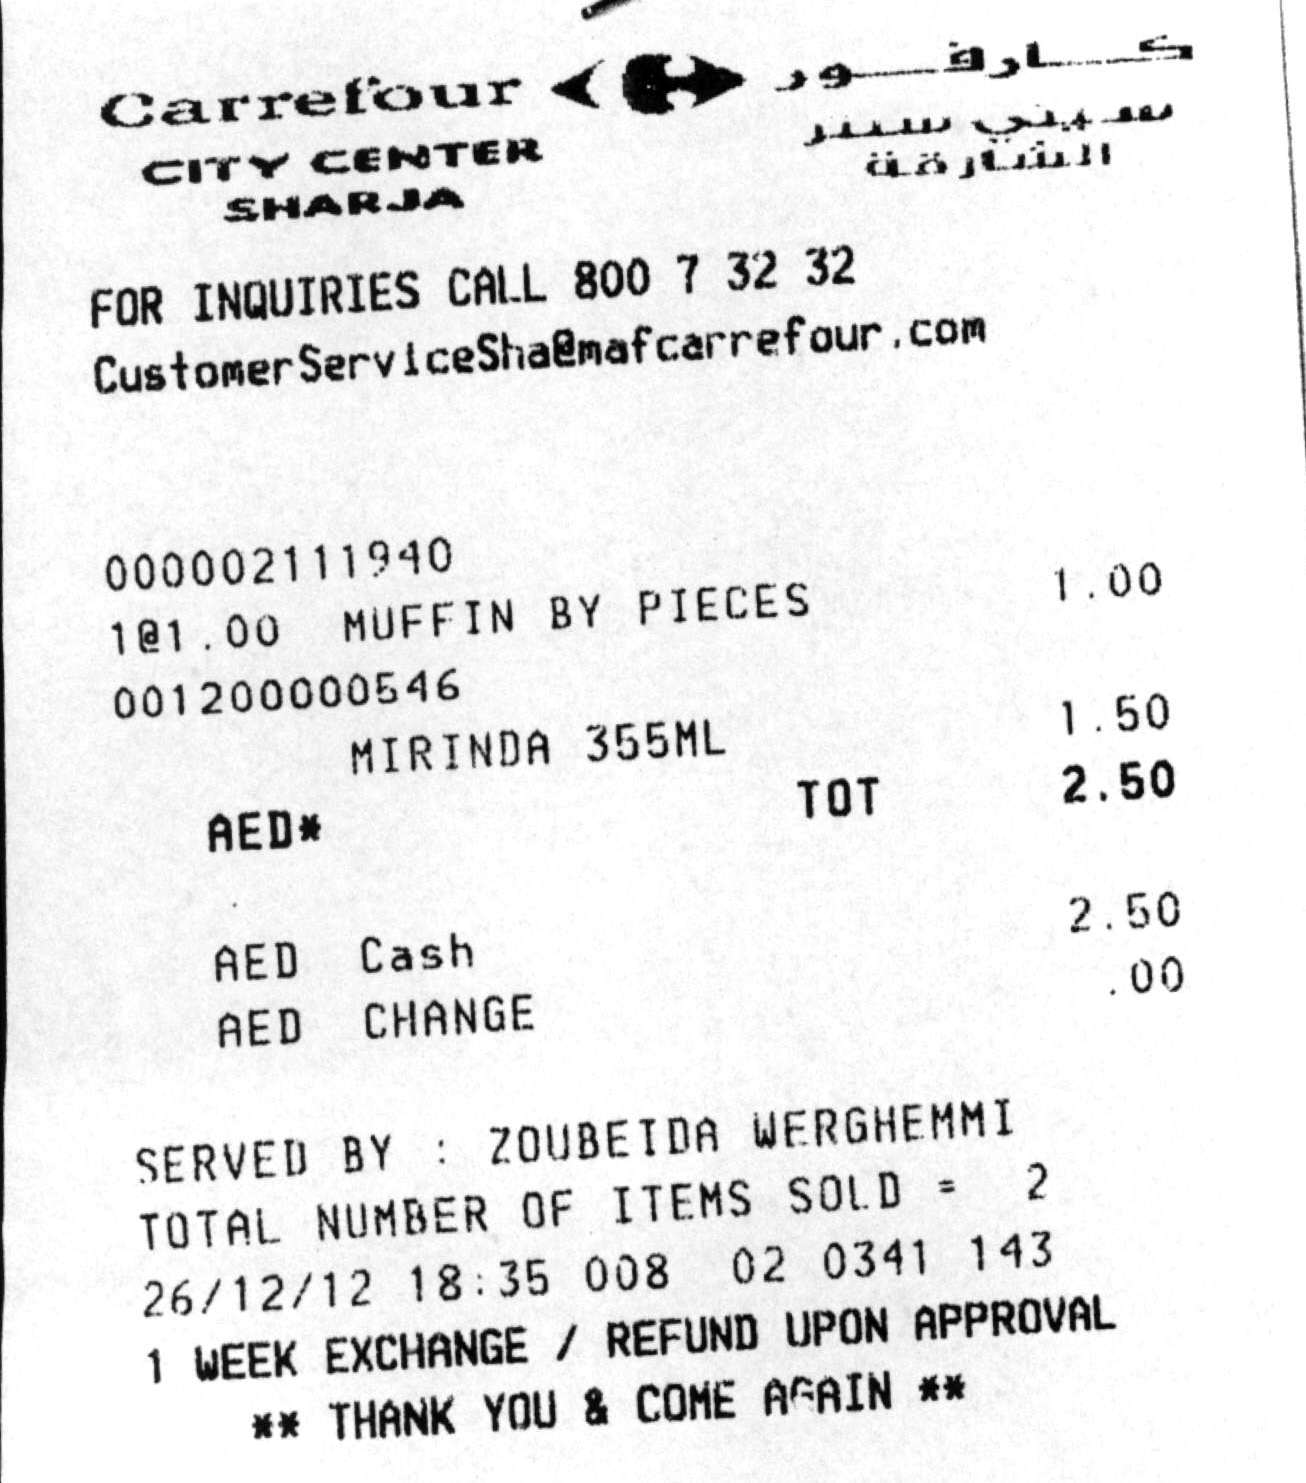 Carrefour كارفور
CITY CENTER سيتي سنتر
SHARJA الشارقة
FOR INQUIRIES CALL 800 7 32 32
CustomerServiceSha@mafcarrefour.com
000002111940
1@1.00 MUFFIN BY PIECES 1.00
001200000546
MIRINDA 355ML 1.50
AED* TOT 2.50
AED Cash 2.50
AED CHANGE .00
SERVED BY : ZOUBEIDA WERGHEMMI
TOTAL NUMBER OF ITEMS SOLD = 2
26/12/12 18:35 008 02 0341 143
1 WEEK EXCHANGE / REFUND UPON APPROVAL
** THANK YOU & COME AGAIN **